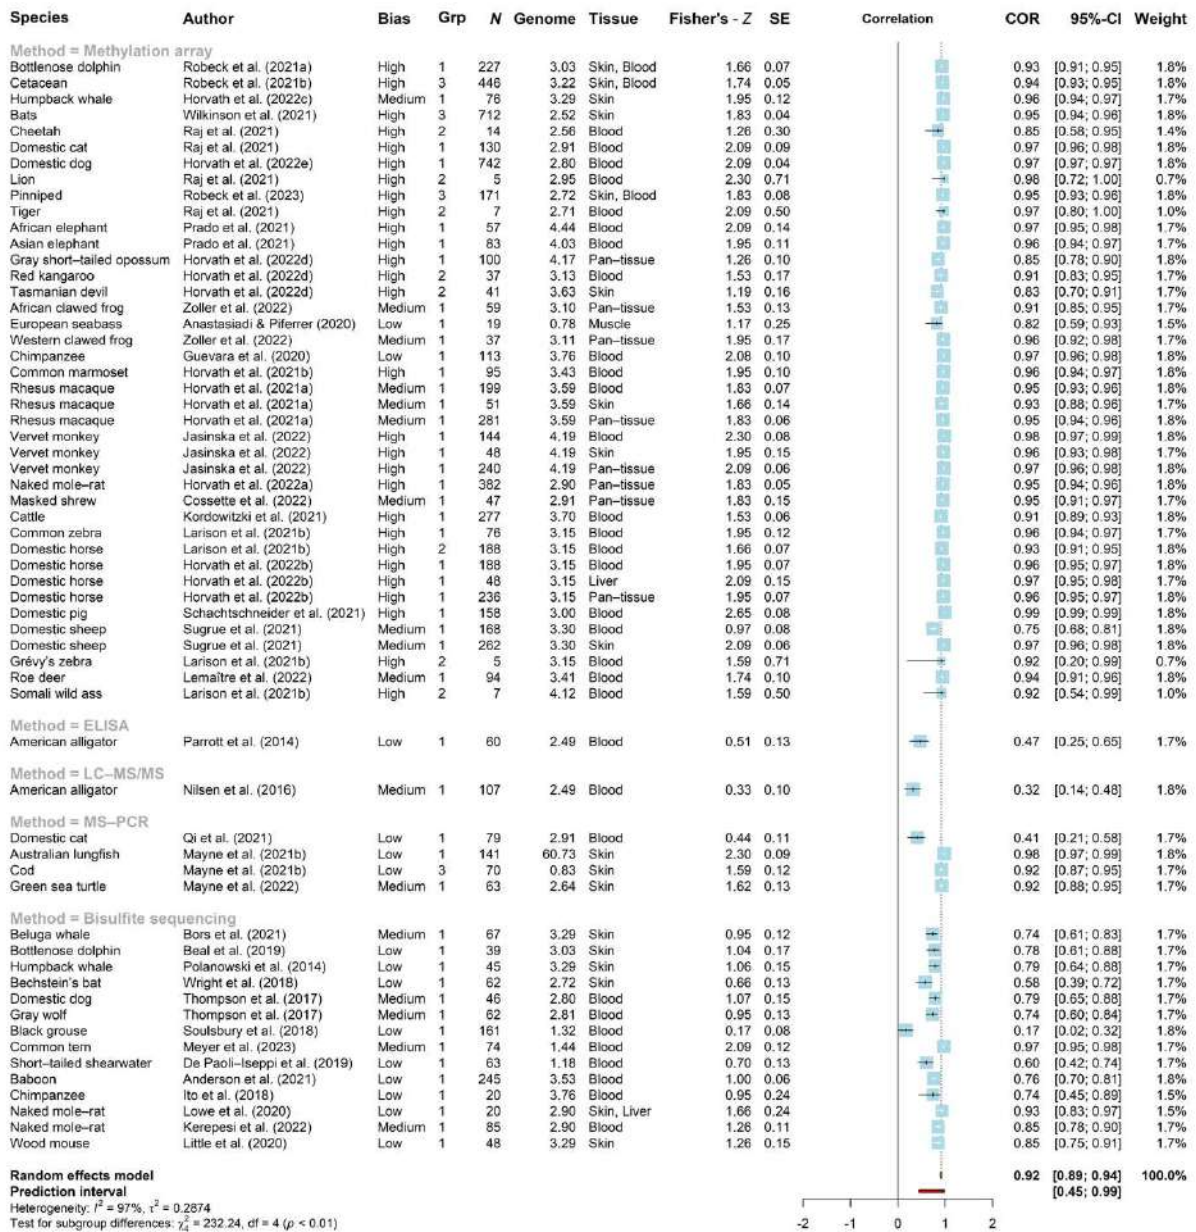 Species Author Bias Grp N Genome Tissue Fisher's - Z SE Correlation COR 95%-CI Weight
Method = Methylation array
Bottlenose dolphin Robeck et al. (2021a) High 1 227 3.03 Skin, Blood 1.66 0.07 0.93 [0.91; 0.95] 1.8%
Cetacean Robeck et al. (2021b) High 3 446 3.22 Skin, Blood 1.74 0.05 0.94 [0.93; 0.95] 1.8%
Humpback whale Horvath et al. (2022c) Medium 1 76 3.29 Skin 1.95 0.12 0.96 [0.94; 0.97] 1.7%
Bats Wilkinson et al. (2021) High 3 712 2.52 Skin 1.83 0.04 0.95 [0.94; 0.96] 1.8%
Cheetah Raj et al. (2021) High 2 14 2.56 Blood 1.26 0.30 0.85 [0.58; 0.95] 1.4%
Domestic cat Raj et al. (2021) High 1 130 2.91 Blood 2.09 0.09 0.97 [0.96; 0.98] 1.8%
Domestic dog Horvath et al. (2022e) High 1 742 2.80 Blood 2.09 0.04 0.97 [0.97; 0.97] 1.8%
Lion Raj et al. (2021) High 2 5 2.95 Blood 2.30 0.71 0.98 [0.72; 1.00] 0.7%
Pinniped Robeck et al. (2023) High 3 171 2.72 Skin, Blood 1.83 0.08 0.95 [0.93; 0.96] 1.8%
Tiger Raj et al. (2021) High 2 7 2.71 Blood 2.09 0.50 0.97 [0.80; 1.00] 1.0%
African elephant Prado et al. (2021) High 1 57 4.44 Blood 2.09 0.14 0.97 [0.95; 0.98] 1.7%
Asian elephant Prado et al. (2021) High 1 83 4.03 Blood 1.95 0.11 0.96 [0.94; 0.97] 1.7%
Gray short–tailed opossum Horvath et al. (2022d) High 1 100 4.17 Pan–tissue 1.26 0.10 0.85 [0.78; 0.90] 1.7%
Red kangaroo Horvath et al. (2022d) High 2 37 3.13 Blood 1.53 0.17 0.91 [0.83; 0.95] 1.7%
Tasmanian devil Horvath et al. (2022d) High 2 41 3.63 Skin 1.19 0.16 0.83 [0.70; 0.91] 1.7%
African clawed frog Zoller et al. (2022) Medium 1 59 3.10 Pan–tissue 1.53 0.13 0.91 [0.85; 0.95] 1.7%
European seabass Anastasiadi & Piferrer (2020) Low 1 19 0.78 Muscle 1.17 0.25 0.82 [0.59; 0.93] 1.5%
Western clawed frog Zoller et al. (2022) Medium 1 37 3.11 Pan–tissue 1.95 0.17 0.96 [0.92; 0.98] 1.7%
Chimpanzee Guevara et al. (2020) Low 1 113 3.76 Blood 2.08 0.10 0.97 [0.96; 0.98] 1.8%
Common marmoset Horvath et al. (2021b) High 1 95 3.43 Blood 1.95 0.10 0.96 [0.94; 0.97] 1.7%
Rhesus macaque Horvath et al. (2021a) Medium 1 199 3.59 Blood 1.83 0.07 0.95 [0.93; 0.96] 1.8%
Rhesus macaque Horvath et al. (2021a) Medium 1 51 3.59 Skin 1.66 0.14 0.93 [0.88; 0.96] 1.7%
Rhesus macaque Horvath et al. (2021a) Medium 1 281 3.59 Pan–tissue 1.83 0.06 0.95 [0.94; 0.96] 1.8%
Vervet monkey Jasinska et al. (2022) High 1 144 4.19 Blood 2.30 0.08 0.98 [0.97; 0.99] 1.8%
Vervet monkey Jasinska et al. (2022) High 1 48 4.19 Skin 1.95 0.15 0.96 [0.93; 0.98] 1.7%
Vervet monkey Jasinska et al. (2022) High 1 240 4.19 Pan–tissue 2.09 0.06 0.97 [0.96; 0.98] 1.8%
Naked mole–rat Horvath et al. (2022a) High 1 382 2.90 Pan–tissue 1.83 0.05 0.95 [0.94; 0.96] 1.8%
Masked shrew Cossette et al. (2022) Medium 1 47 2.91 Pan–tissue 1.83 0.15 0.95 [0.91; 0.97] 1.7%
Cattle Kordowitzki et al. (2021) High 1 277 3.70 Blood 1.53 0.06 0.91 [0.89; 0.93] 1.8%
Common zebra Larison et al. (2021b) High 1 76 3.15 Blood 1.95 0.12 0.96 [0.94; 0.97] 1.7%
Domestic horse Larison et al. (2021b) High 2 188 3.15 Blood 1.66 0.07 0.93 [0.91; 0.95] 1.8%
Domestic horse Horvath et al. (2022b) High 1 188 3.15 Blood 1.95 0.07 0.96 [0.95; 0.97] 1.8%
Domestic horse Horvath et al. (2022b) High 1 48 3.15 Liver 2.09 0.15 0.97 [0.95; 0.98] 1.7%
Domestic horse Horvath et al. (2022b) High 1 236 3.15 Pan–tissue 1.95 0.07 0.96 [0.95; 0.97] 1.8%
Domestic pig Schachtschneider et al. (2021) High 1 158 3.00 Blood 2.65 0.08 0.99 [0.99; 0.99] 1.8%
Domestic sheep Sugrue et al. (2021) Medium 1 168 3.30 Blood 0.97 0.08 0.75 [0.68; 0.81] 1.8%
Domestic sheep Sugrue et al. (2021) Medium 1 262 3.30 Skin 2.09 0.06 0.97 [0.96; 0.98] 1.8%
Grévy's zebra Larison et al. (2021b) High 2 5 3.15 Blood 1.59 0.71 0.92 [0.20; 0.99] 0.7%
Roe deer Lemaître et al. (2022) Medium 1 94 3.41 Blood 1.74 0.10 0.94 [0.91; 0.96] 1.7%
Somali wild ass Larison et al. (2021b) High 2 7 4.12 Blood 1.59 0.50 0.92 [0.54; 0.99] 1.0%
Method = ELISA
American alligator Parrott et al. (2014) Low 1 60 2.49 Blood 0.51 0.13 0.47 [0.25; 0.65] 1.7%
Method = LC–MS/MS
American alligator Nilsen et al. (2016) Medium 1 107 2.49 Blood 0.33 0.10 0.32 [0.14; 0.48] 1.8%
Method = MS–PCR
Domestic cat Qi et al. (2021) Low 1 79 2.91 Blood 0.44 0.11 0.41 [0.21; 0.58] 1.7%
Australian lungfish Mayne et al. (2021b) Low 1 141 60.73 Skin 2.30 0.09 0.98 [0.97; 0.99] 1.8%
Cod Mayne et al. (2021b) Low 3 70 0.83 Skin 1.59 0.12 0.92 [0.87; 0.95] 1.7%
Green sea turtle Mayne et al. (2022) Medium 1 63 2.64 Skin 1.62 0.13 0.92 [0.88; 0.95] 1.7%
Method = Bisulfite sequencing
Beluga whale Bors et al. (2021) Medium 1 67 3.29 Skin 0.95 0.12 0.74 [0.61; 0.83] 1.7%
Bottlenose dolphin Beal et al. (2019) Low 1 39 3.03 Skin 1.04 0.17 0.78 [0.61; 0.88] 1.7%
Humpback whale Polanowski et al. (2014) Low 1 45 3.29 Skin 1.06 0.15 0.79 [0.64; 0.88] 1.7%
Bechstein's bat Wright et al. (2018) Low 1 62 2.72 Skin 0.66 0.13 0.58 [0.39; 0.72] 1.7%
Domestic dog Thompson et al. (2017) Medium 1 46 2.80 Blood 1.07 0.15 0.79 [0.65; 0.88] 1.7%
Gray wolf Thompson et al. (2017) Medium 1 62 2.81 Blood 0.95 0.13 0.74 [0.60; 0.84] 1.7%
Black grouse Soulsbury et al. (2018) Low 1 161 1.32 Blood 0.17 0.08 0.17 [0.02; 0.32] 1.8%
Common tern Meyer et al. (2023) Medium 1 74 1.44 Blood 2.09 0.12 0.97 [0.95; 0.98] 1.7%
Short–tailed shearwater De Paoli–Iseppi et al. (2019) Low 1 63 1.18 Blood 0.70 0.13 0.60 [0.42; 0.74] 1.7%
Baboon Anderson et al. (2021) Low 1 245 3.53 Blood 1.00 0.06 0.76 [0.70; 0.81] 1.8%
Chimpanzee Ito et al. (2018) Low 1 20 3.76 Blood 0.95 0.24 0.74 [0.45; 0.89] 1.5%
Naked mole–rat Lowe et al. (2020) Low 1 20 2.90 Skin, Liver 1.66 0.24 0.93 [0.83; 0.97] 1.5%
Naked mole–rat Kerepesi et al. (2022) Medium 1 85 2.90 Blood 1.26 0.11 0.85 [0.78; 0.90] 1.7%
Wood mouse Little et al. (2020) Low 1 48 3.29 Skin 1.26 0.15 0.85 [0.75; 0.91] 1.7%
Random effects model 0.92 [0.89; 0.94] 100.0%
Prediction interval [0.45; 0.99]
Heterogeneity: I² = 97%, τ² = 0.2874
Test for subgroup differences: χ²₄ = 232.24, df = 4 (p < 0.01)
-2 -1 0 1 2